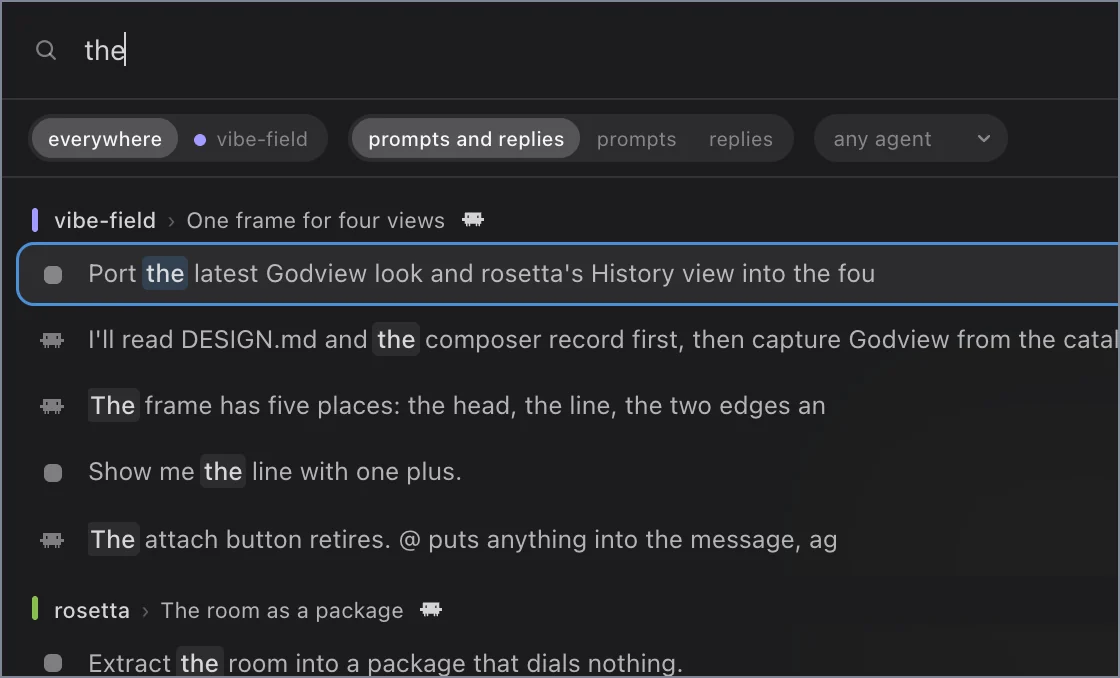 the
everywhere vibe-field prompts and replies prompts replies any agent
vibe-field › One frame for four views
Port the latest Godview look and rosetta's History view into the fou
I'll read DESIGN.md and the composer record first, then capture Godview from the catal
The frame has five places: the head, the line, the two edges an
Show me the line with one plus.
The attach button retires. @ puts anything into the message, ag
rosetta › The room as a package
Extract the room into a package that dials nothing.